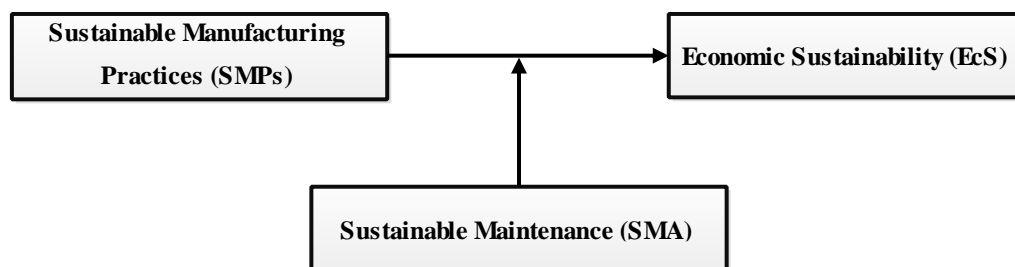 Sustainable Manufacturing
Practices (SMPs)
Economic Sustainability (EcS)
Sustainable Maintenance (SMA)